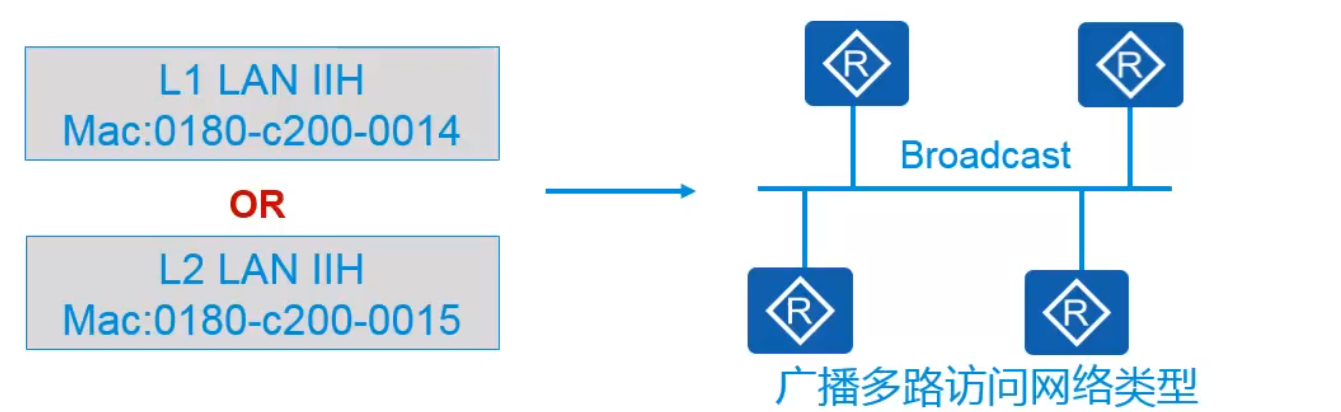 L1 LAN IIH
Mac:0180-c200-0014
OR
L2 LAN IIH
Mac:0180-c200-0015
R
R
Broadcast
R
R
广播多路访问网络类型